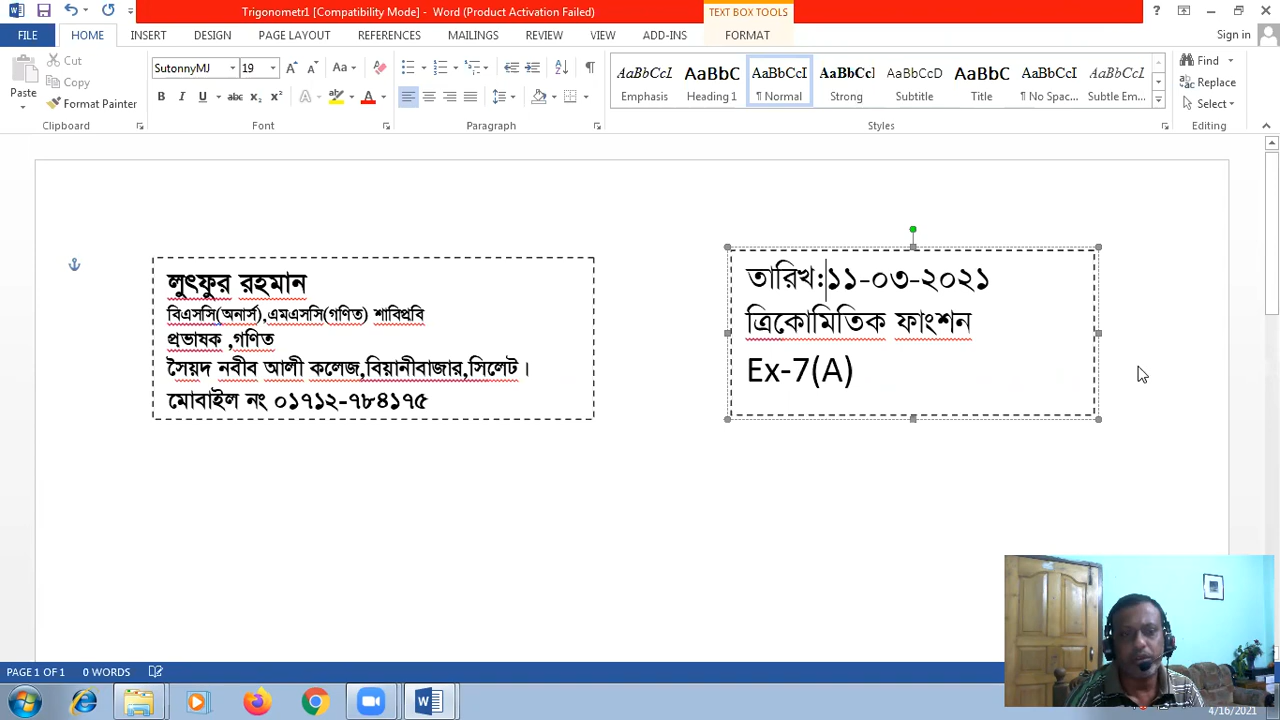 Trigonometr1 [Compatibility Mode] - Word (Product Activation Failed)
TEXT BOX TOOLS
FILE HOME INSERT DESIGN PAGE LAYOUT REFERENCES MAILINGS REVIEW VIEW ADD-INS FORMAT Sign in
Cut
Copy
Format Painter
Paste
SutonnyMJ 19
AaBbCcI AaBbC AaBbCcI AaBbCcI AaBbCcD AaBbC AaBbCcI AaBbCcI
Emphasis Heading 1 ¶ Normal Strong Subtitle Title ¶ No Spac... Subtle Em...
Find
Replace
Select
Clipboard Font Paragraph Styles Editing
লুৎফুর রহমান
বিএসসি(অনার্স),এমএসসি(গণিত) শাবিপ্রবি
প্রভাষক ,গণিত
সৈয়দ নবীব আলী কলেজ,বিয়ানীবাজার,সিলেট।
মোবাইল নং ০১৭১২-৭৮৪১৭৫
তারিখ:১১-০৩-২০২১
ত্রিকোমিতিক ফাংশন
Ex-7(A)
PAGE 1 OF 1 0 WORDS
4/16/2021